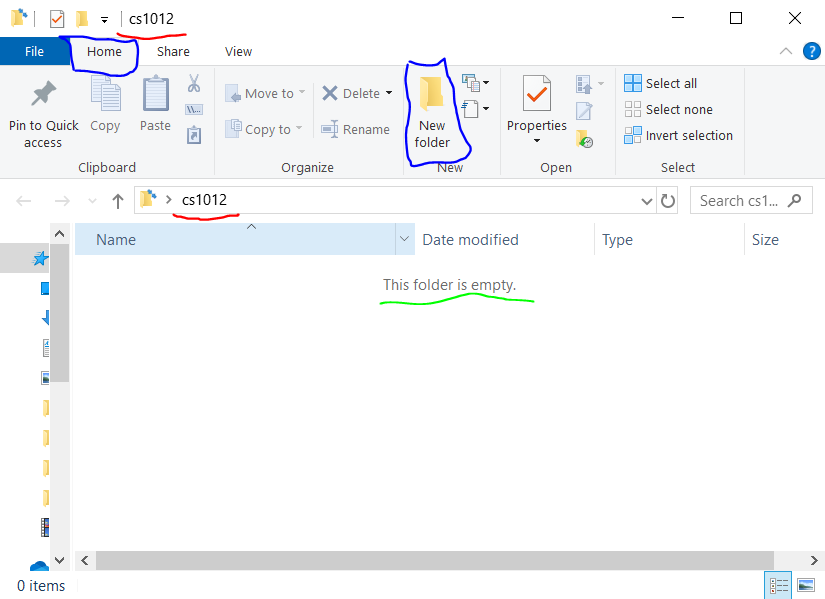 cs1012
File Home Share View
Pin to Quick access
Copy
Paste
Move to
Copy to
Delete
Rename
New folder
Properties
Select all
Select none
Invert selection
Clipboard Organize New Open Select
cs1012
Search cs1...
Name Date modified Type Size
This folder is empty.
0 items